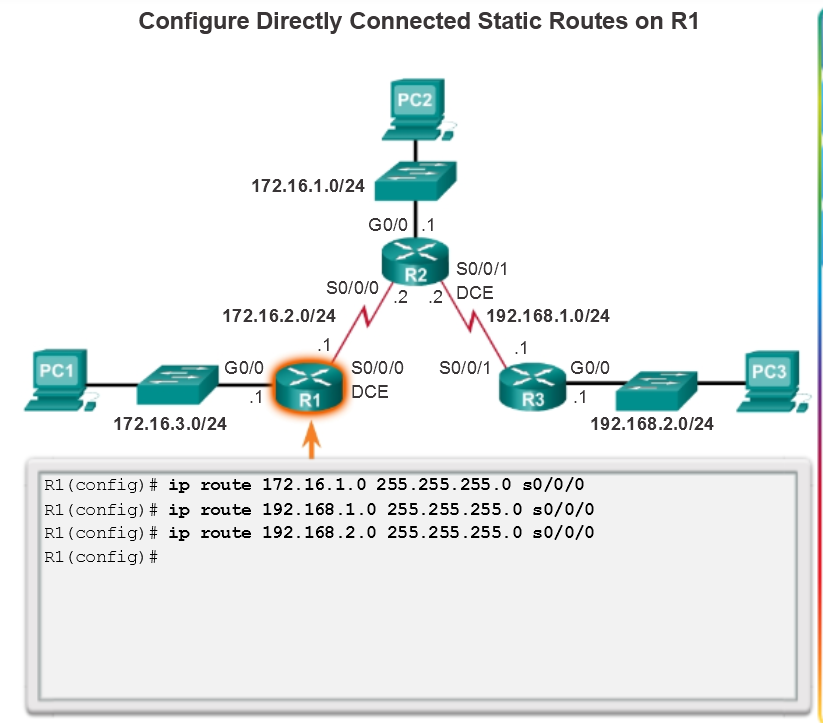 Configure Directly Connected Static Routes on R1
PC2
172.16.1.0/24
G0/0 .1
R2
S0/0/1
DCE
S0/0/0
.2 .2
172.16.2.0/24
192.168.1.0/24
.1
.1
PC1
G0/0
.1
S0/0/0
DCE
R1
S0/0/1
G0/0
.1
R3
PC3
172.16.3.0/24
192.168.2.0/24
R1(config)# ip route 172.16.1.0 255.255.255.0 s0/0/0
R1(config)# ip route 192.168.1.0 255.255.255.0 s0/0/0
R1(config)# ip route 192.168.2.0 255.255.255.0 s0/0/0
R1(config)#